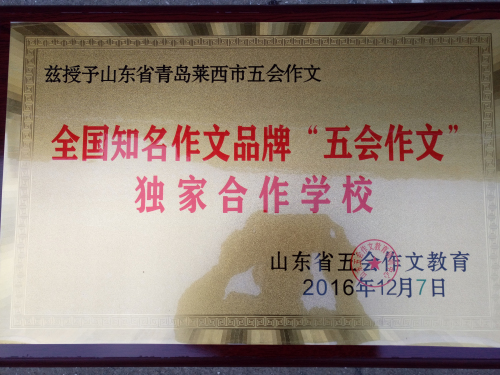 兹授予山东省青岛莱西市五会作文
全国知名作文品牌“五会作文”
独家合作学校
山东省五会作文教育
2016年12月7日